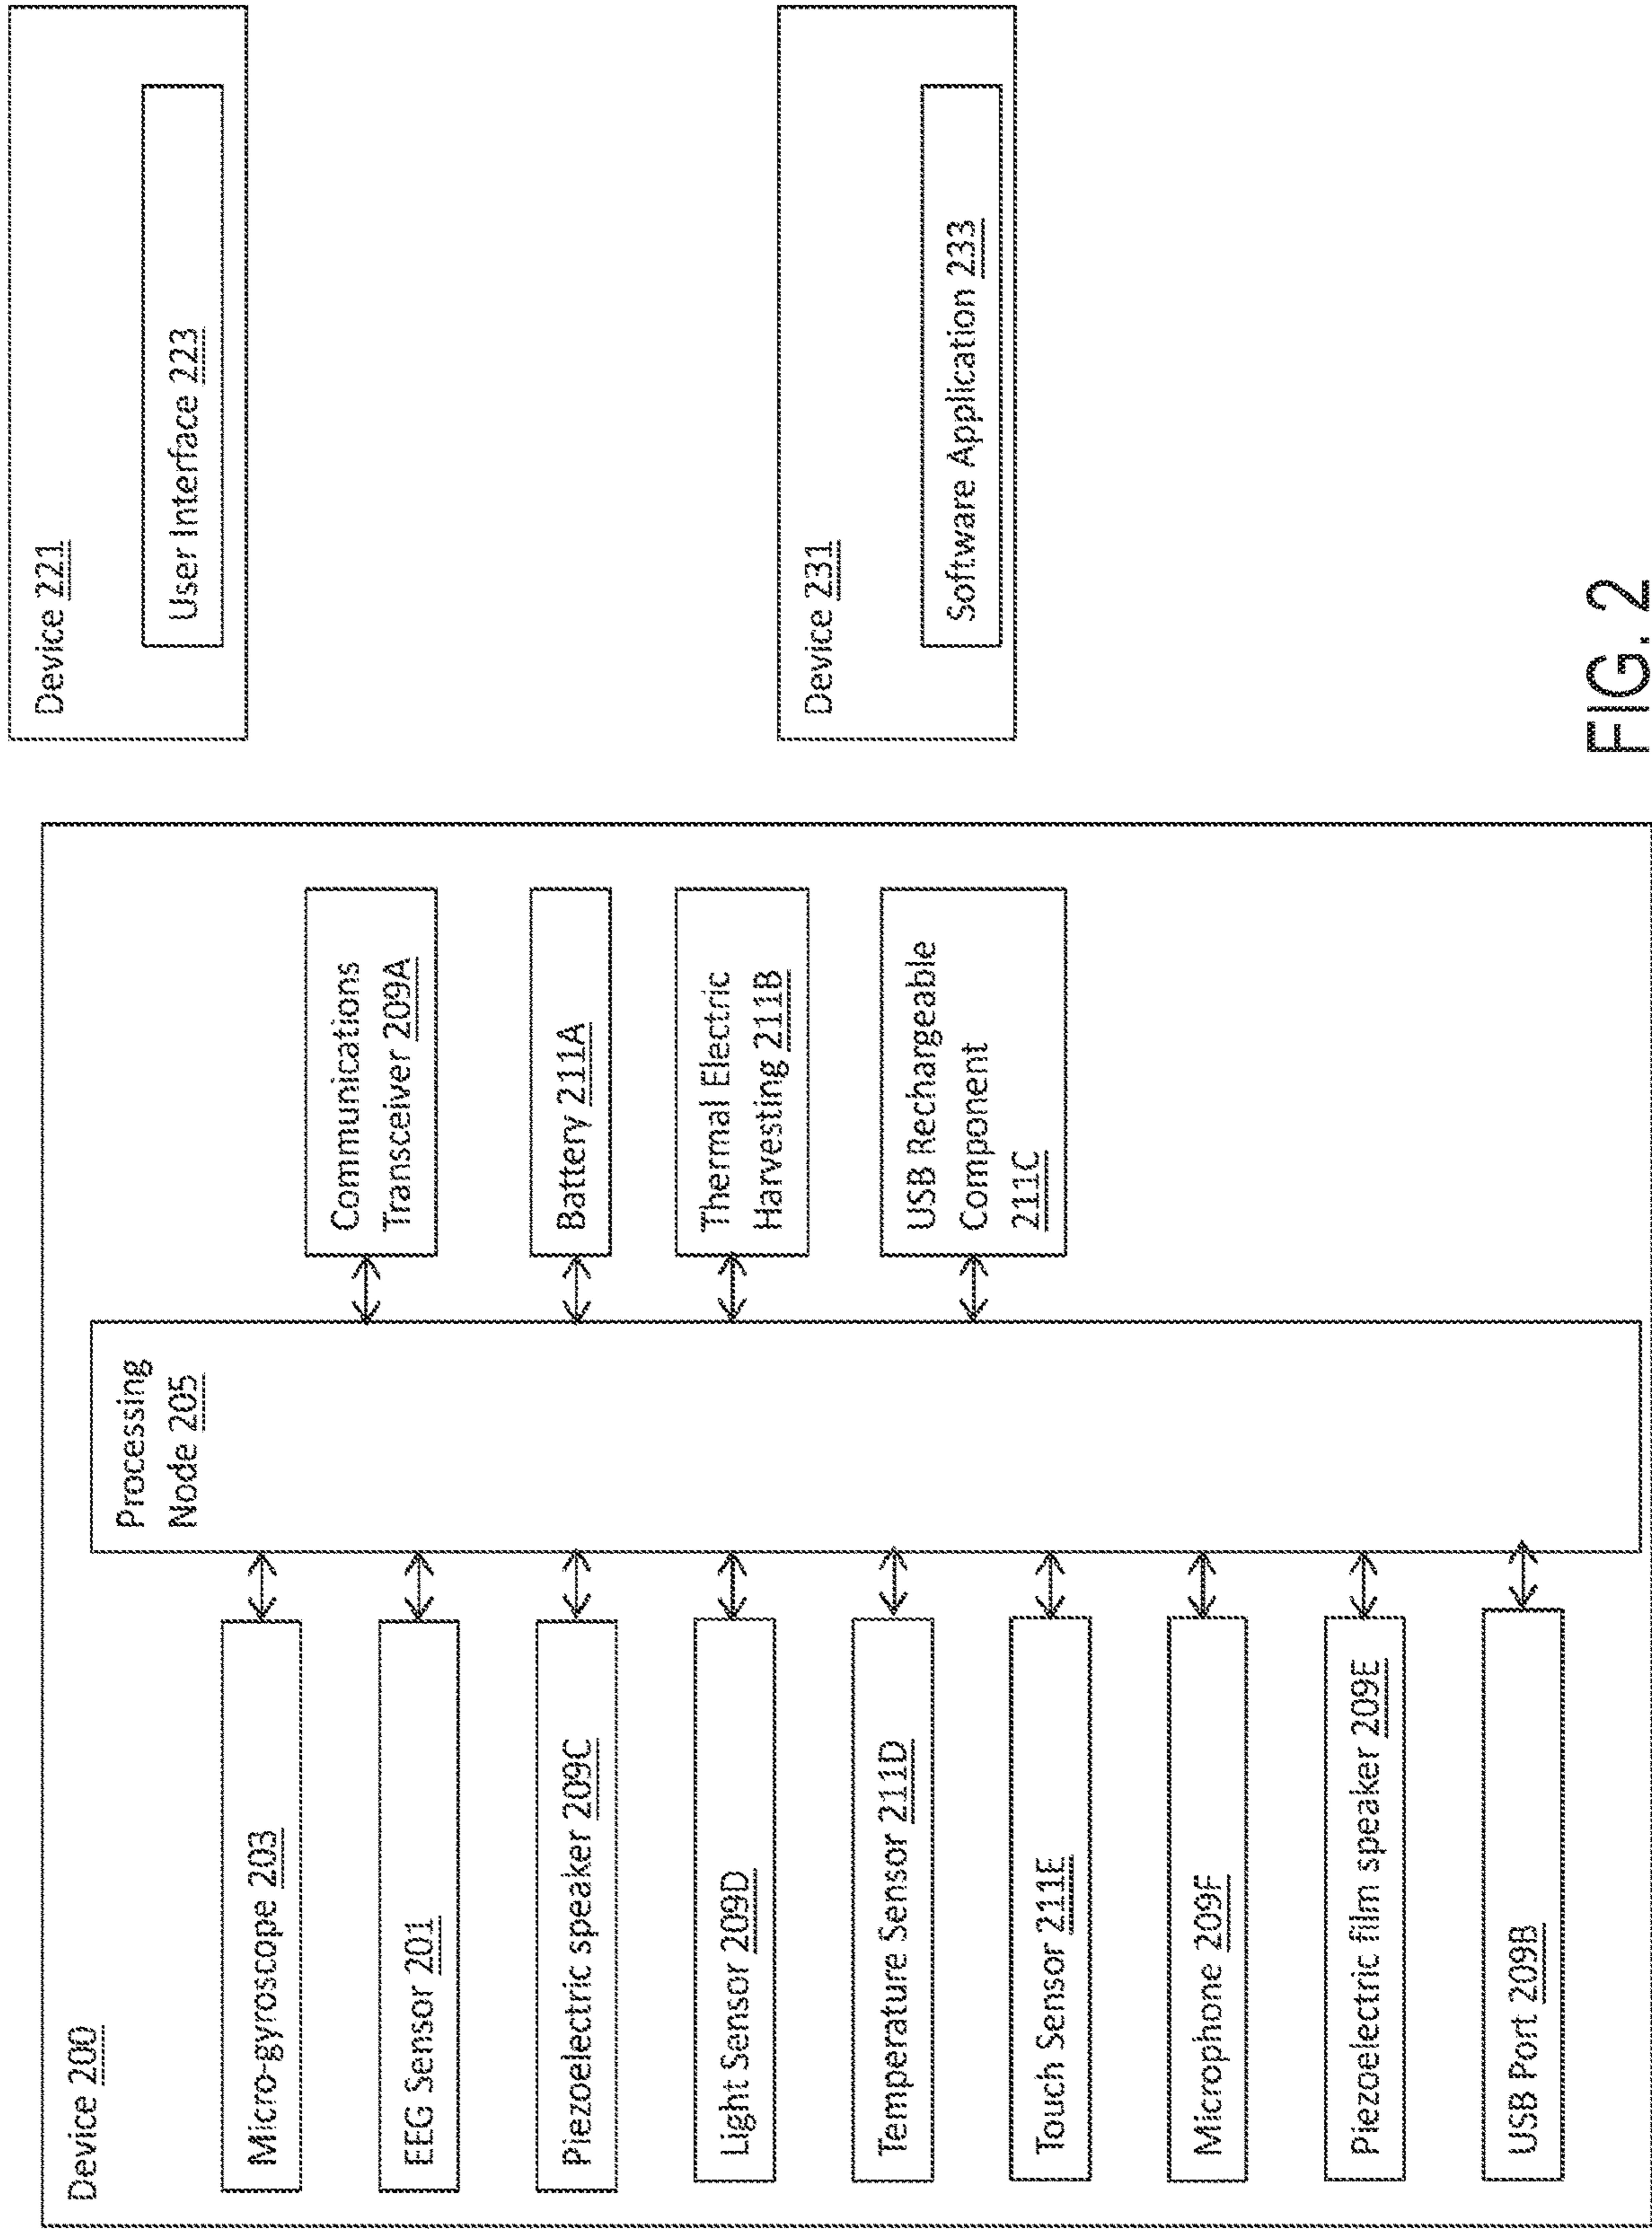 Device 200
Micro-gyroscope 203
EEG Sensor 201
Piezoelectric speaker 209C
Light Sensor 209D
Temperature Sensor 211D
Touch Sensor 211E
Microphone 209F
Piezoelectric film speaker 209E
USB Port 209B
Processing
Node 205
Communications
Transceiver 209A
Battery 211A
Thermal Electric
Harvesting 211B
USB Rechargeable
Component
211C
Device 221
User Interface 223
Device 231
Software Application 233
FIG. 2